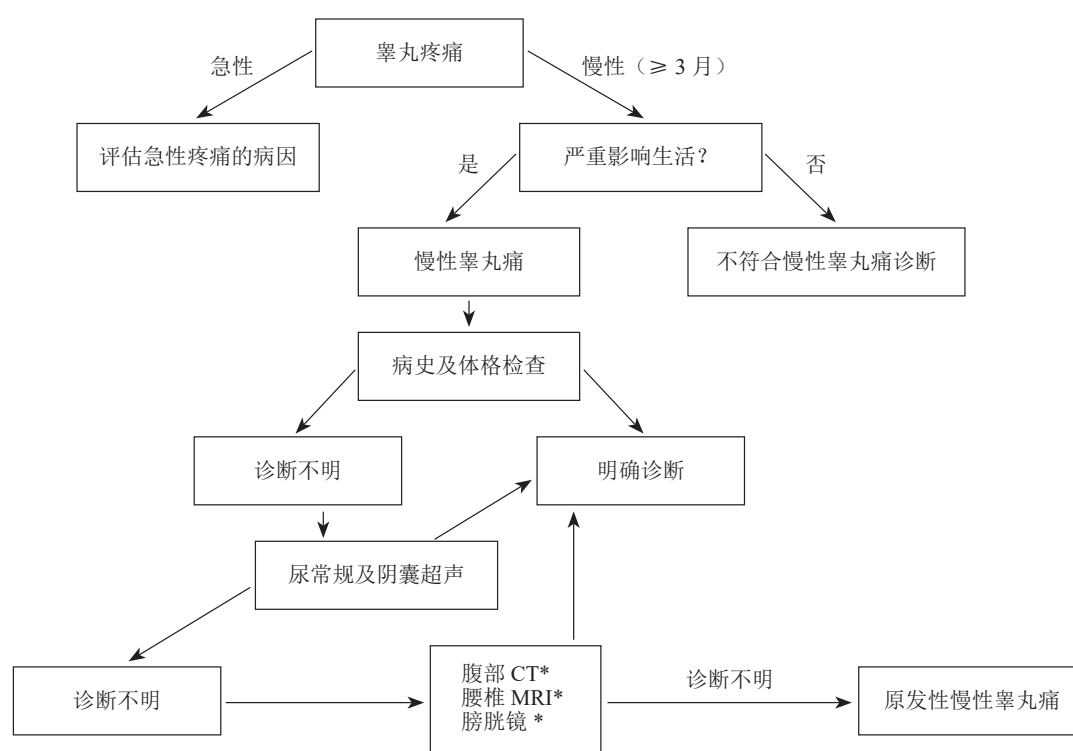 睾丸疼痛
急性
慢性（≥ 3 月）
评估急性疼痛的病因
严重影响生活？
是
否
慢性睾丸痛
不符合慢性睾丸痛诊断
病史及体格检查
诊断不明
明确诊断
尿常规及阴囊超声
诊断不明
腹部 CT*
腰椎 MRI*
膀胱镜 *
诊断不明
原发性慢性睾丸痛